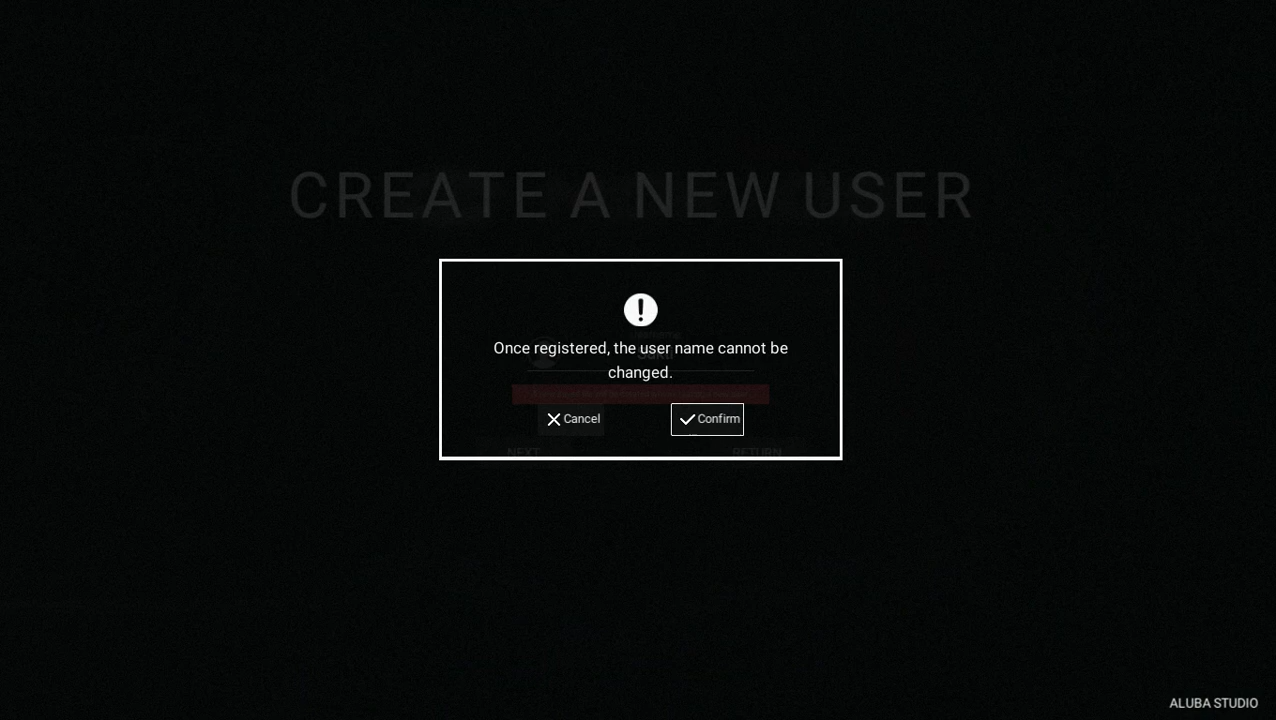 CREATE A NEW USER
Once registered, the user name cannot be
changed.
Cancel
Confirm
NEXT
RETURN
ALUBA STUDIO